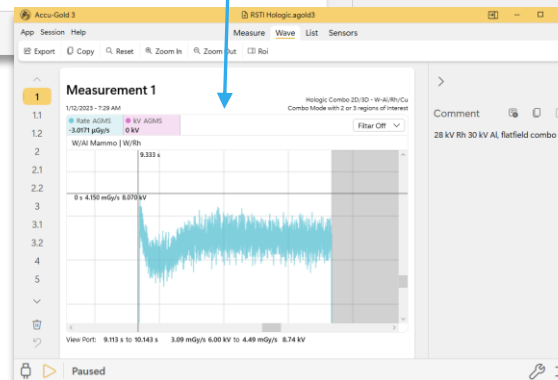 Accu-Gold 3
RSTI Hologic.agold3
App Session Help
Measure Wave List Sensors
Export Copy Reset Zoom In Zoom Out Roi
Measurement 1
1/12/2023 - 7:29 AM
Hologic Combo 2D/3D - W-Al/Rh/Cu
Combo Mode with 2 or 3 regions of interest
Rate AGMS
-3.0171 µGy/s
kV AGMS
0 kV
Filter Off
W/Al Mammo | W/Rh
9.333 s
0 s 4.150 mGy/s 8.070 kV
View Port: 9.113 s to 10.143 s 3.09 mGy/s 6.00 kV to 4.49 mGy/s 8.74 kV
1
1.1
1.2
2
2.1
2.2
3
3.1
3.2
4
5
Comment
28 kV Rh 30 kV Al, flatfield combo
Paused